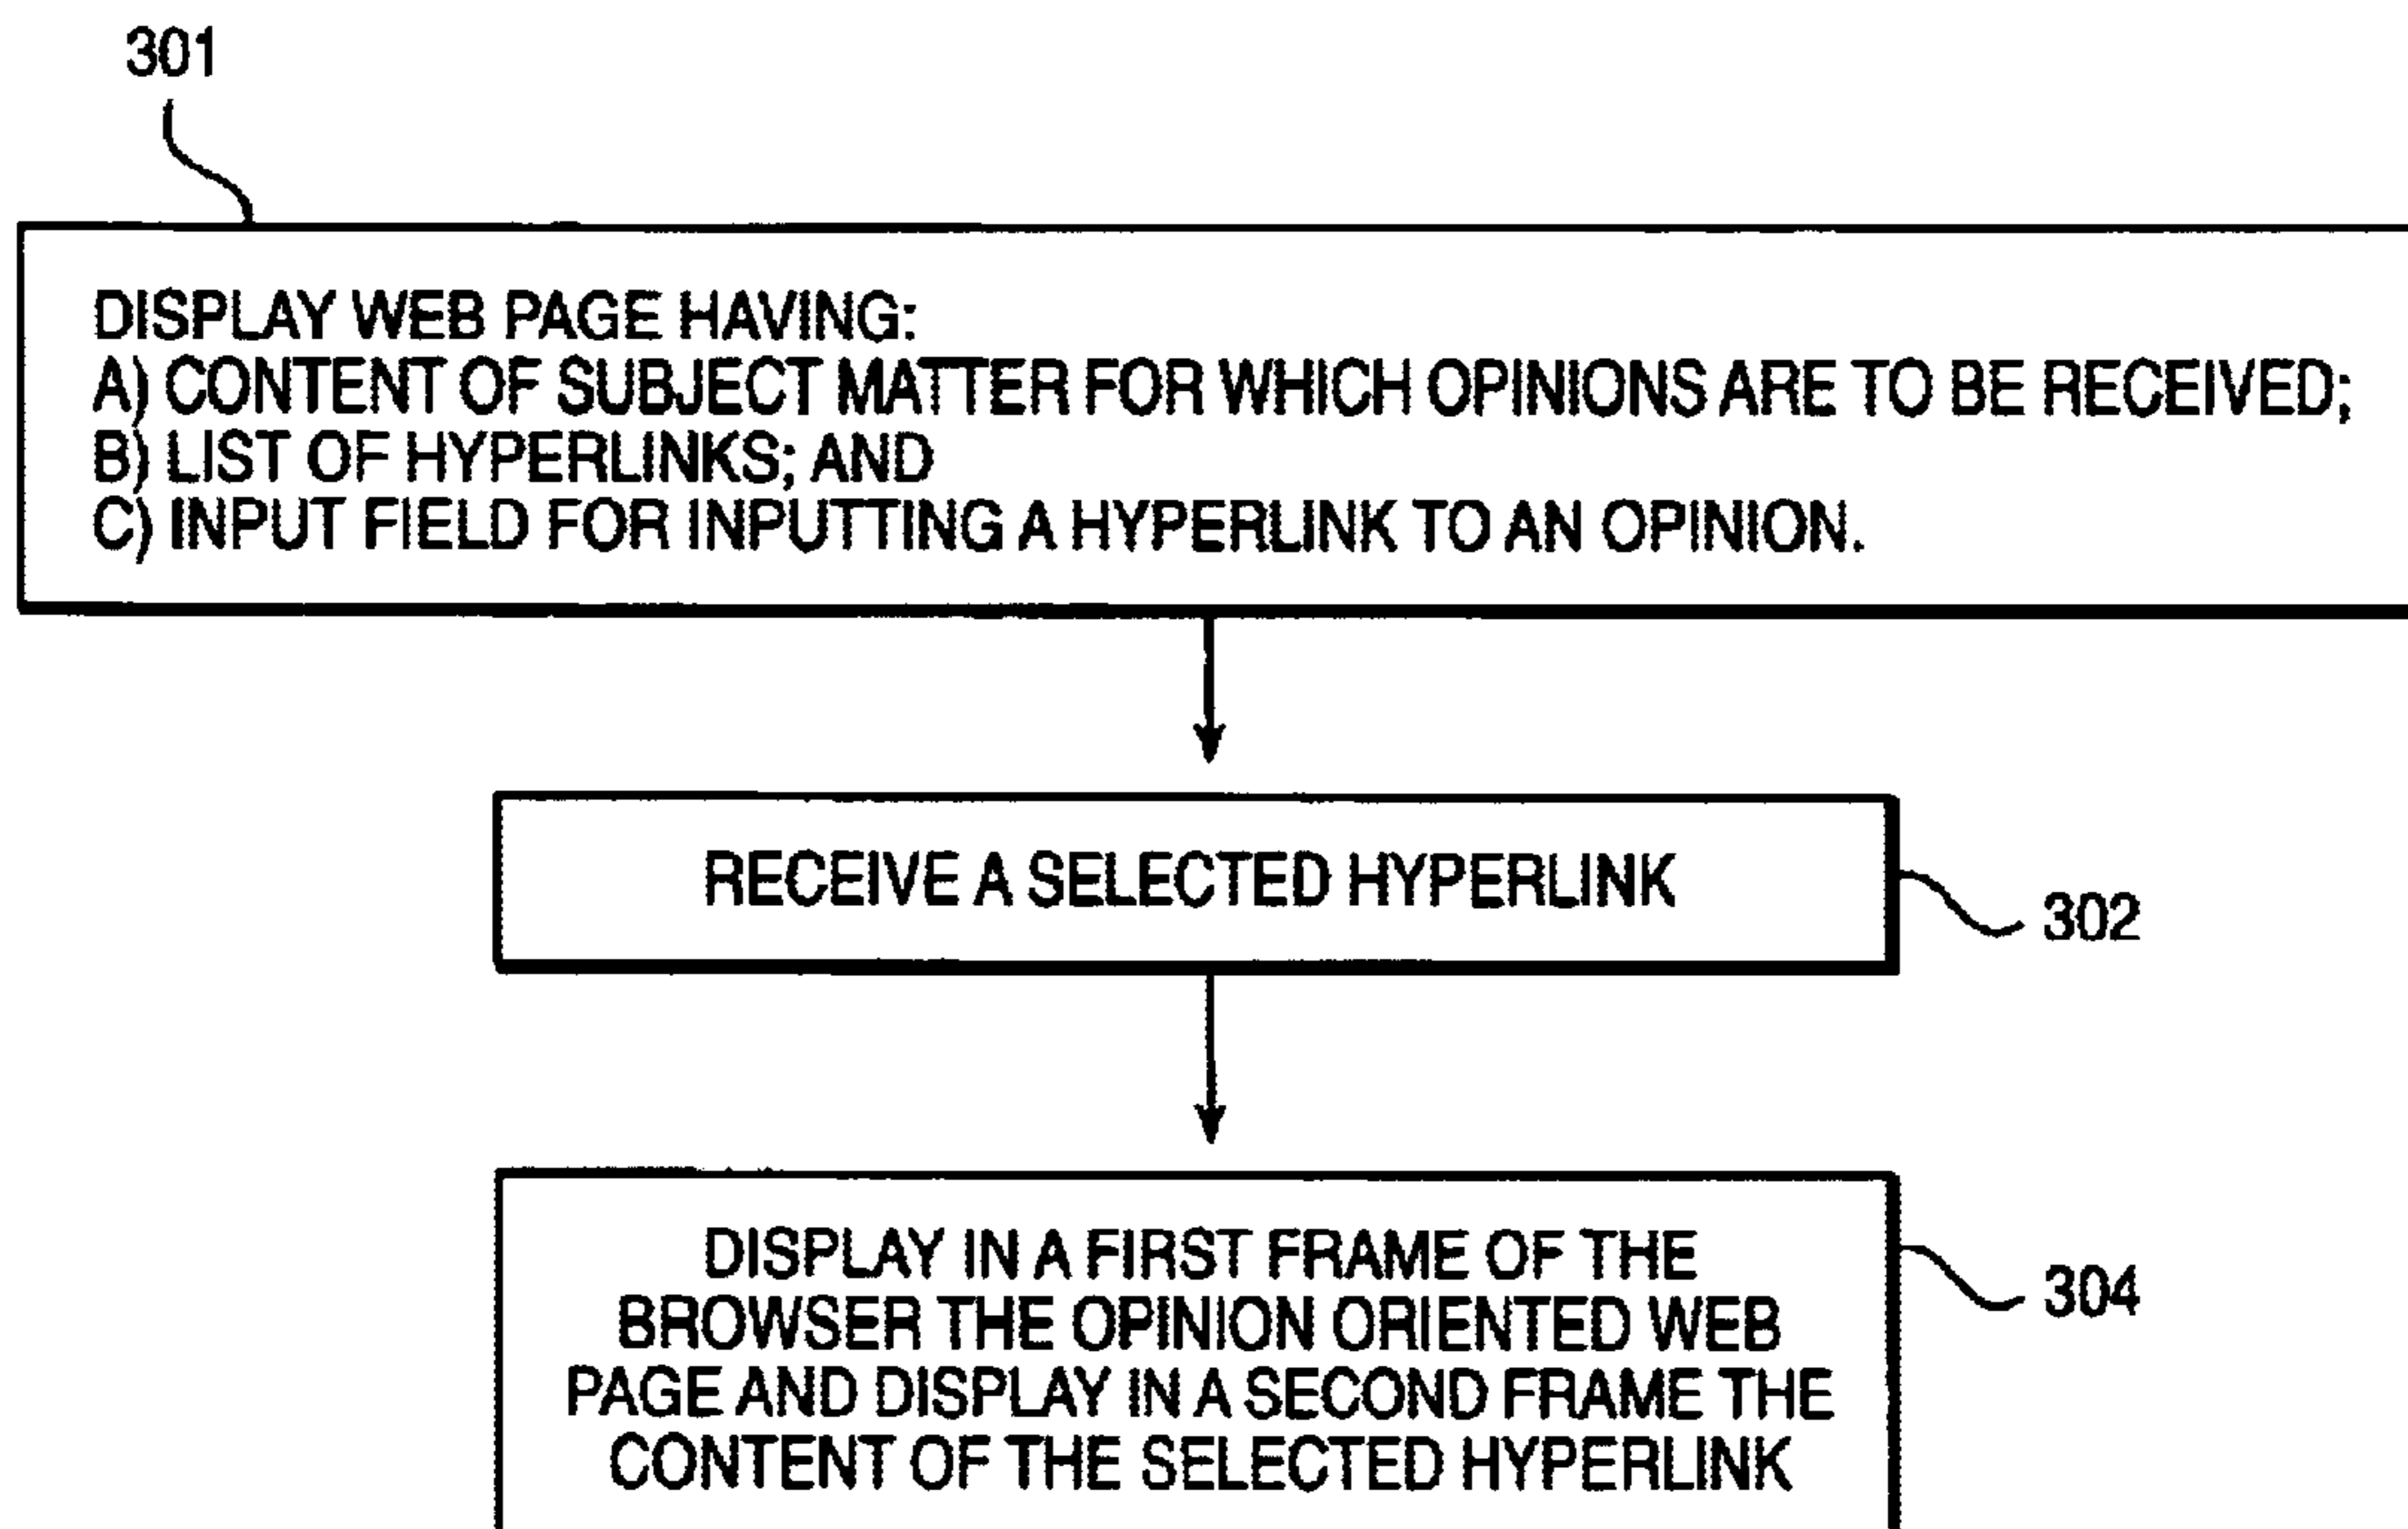 301
DISPLAY WEB PAGE HAVING:
A) CONTENT OF SUBJECT MATTER FOR WHICH OPINIONS ARE TO BE RECEIVED;
B) LIST OF HYPERLINKS; AND
C) INPUT FIELD FOR INPUTTING A HYPERLINK TO AN OPINION.
RECEIVE A SELECTED HYPERLINK
302
DISPLAY IN A FIRST FRAME OF THE
BROWSER THE OPINION ORIENTED WEB
PAGE AND DISPLAY IN A SECOND FRAME THE
CONTENT OF THE SELECTED HYPERLINK
304